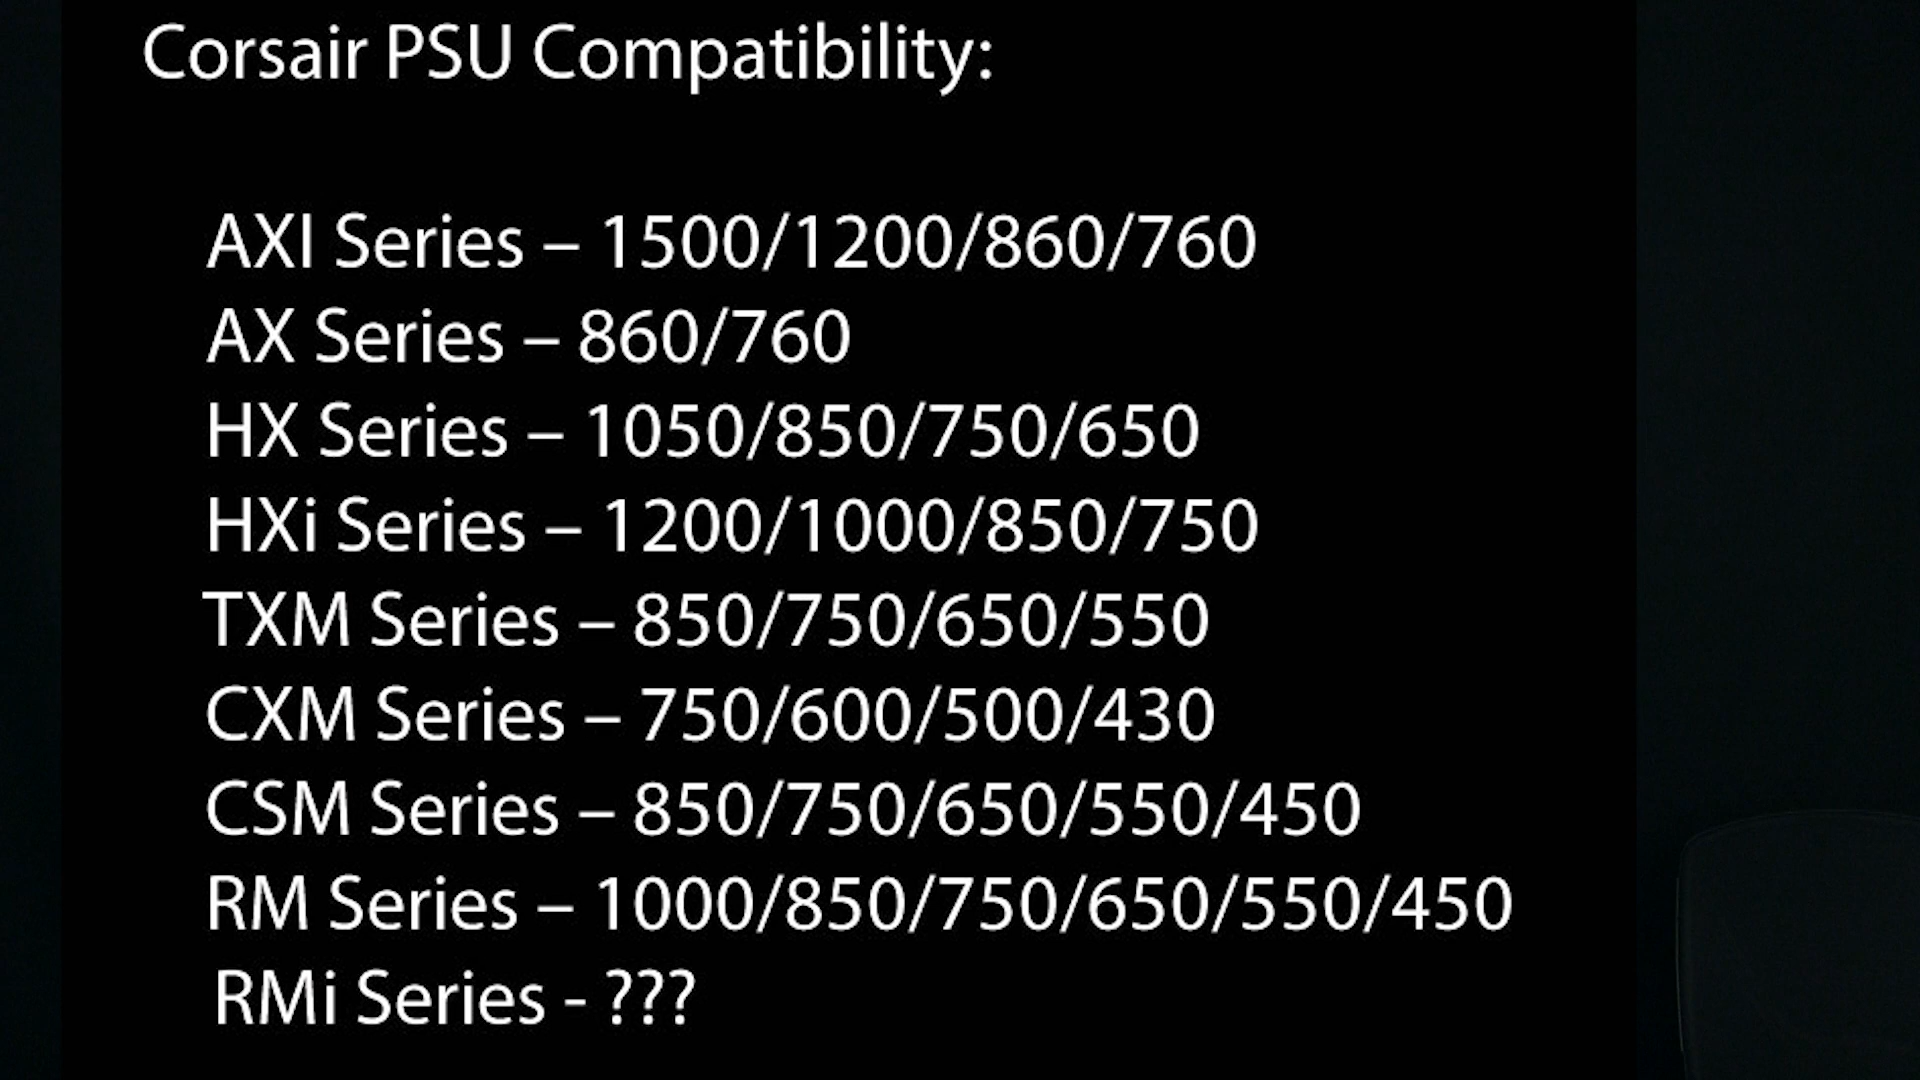 Corsair PSU Compatibility:
AXI Series – 1500/1200/860/760
AX Series – 860/760
HX Series – 1050/850/750/650
HXi Series – 1200/1000/850/750
TXM Series – 850/750/650/550
CXM Series – 750/600/500/430
CSM Series – 850/750/650/550/450
RM Series – 1000/850/750/650/550/450
RMi Series - ???